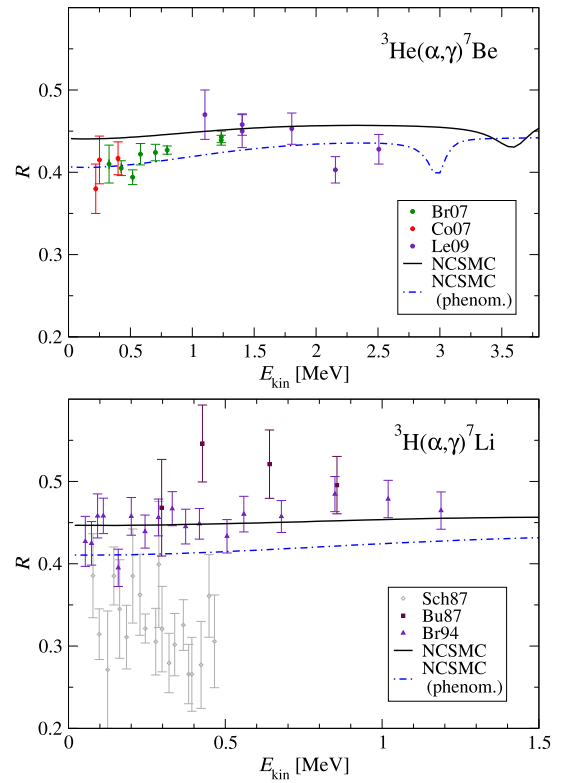 ³He(α,γ)⁷Be
0.5
0.4
0.3
0.2
R
Br07
Co07
Le09
NCSMC
NCSMC
(phenom.)
0 0.5 1 1.5 2 2.5 3 3.5
E_kin [MeV]
³H(α,γ)⁷Li
0.5
0.4
0.3
0.2
R
Sch87
Bu87
Br94
NCSMC
NCSMC
(phenom.)
0 0.5 1 1.5
E_kin [MeV]